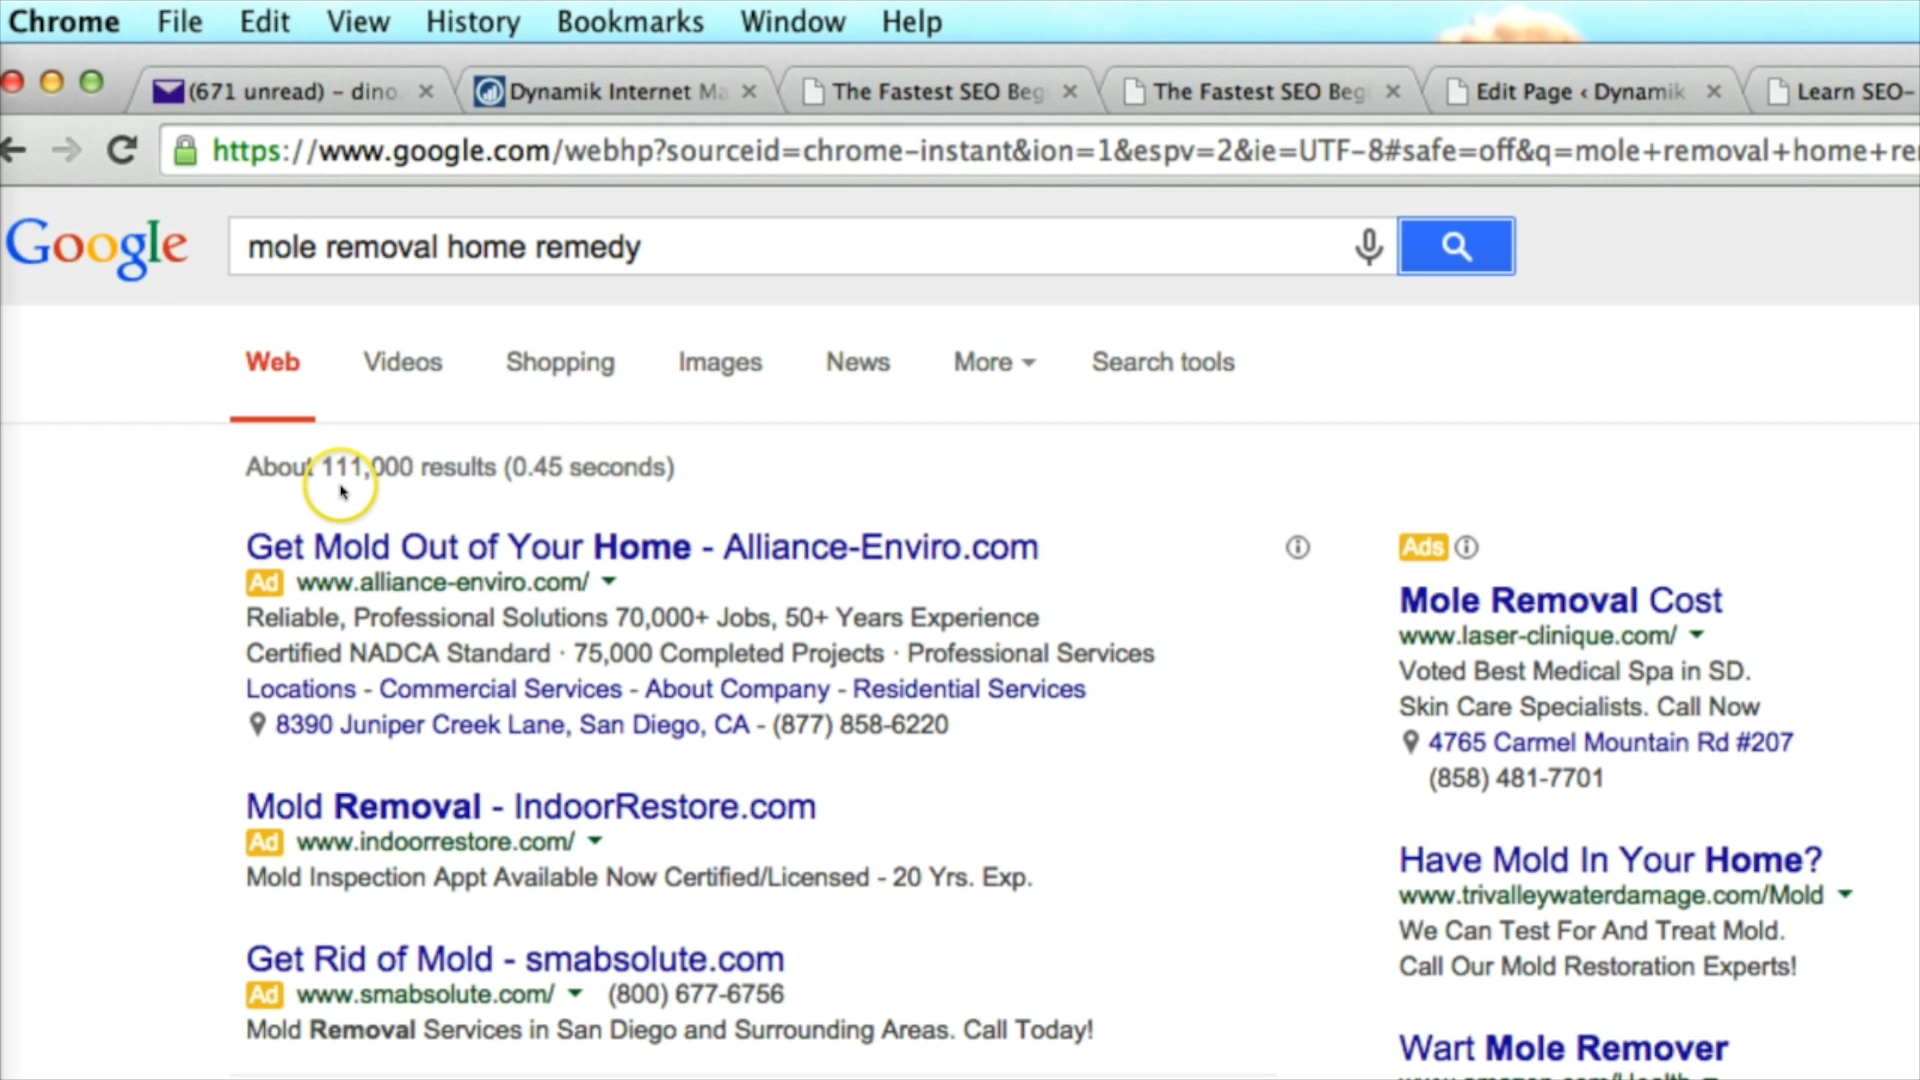 Chrome File Edit View History Bookmarks Window Help
(671 unread) – dino. Dynamik Internet Ma The Fastest SEO Beg The Fastest SEO Beg Edit Page ‹ Dynamik Learn SEO–
https://www.google.com/webhp?sourceid=chrome-instant&ion=1&espv=2&ie=UTF-8#safe=off&q=mole+removal+home+re
Google mole removal home remedy
Web Videos Shopping Images News More Search tools
About 111,000 results (0.45 seconds)
Get Mold Out of Your Home - Alliance-Enviro.com
Ad www.alliance-enviro.com/
Reliable, Professional Solutions 70,000+ Jobs, 50+ Years Experience
Certified NADCA Standard · 75,000 Completed Projects · Professional Services
Locations - Commercial Services - About Company - Residential Services
8390 Juniper Creek Lane, San Diego, CA - (877) 858-6220
Mold Removal - IndoorRestore.com
Ad www.indoorrestore.com/
Mold Inspection Appt Available Now Certified/Licensed - 20 Yrs. Exp.
Get Rid of Mold - smabsolute.com
Ad www.smabsolute.com/ (800) 677-6756
Mold Removal Services in San Diego and Surrounding Areas. Call Today!
Ads
Mole Removal Cost
www.laser-clinique.com/
Voted Best Medical Spa in SD.
Skin Care Specialists. Call Now
4765 Carmel Mountain Rd #207
(858) 481-7701
Have Mold In Your Home?
www.trivalleywaterdamage.com/Mold
We Can Test For And Treat Mold.
Call Our Mold Restoration Experts!
Wart Mole Remover